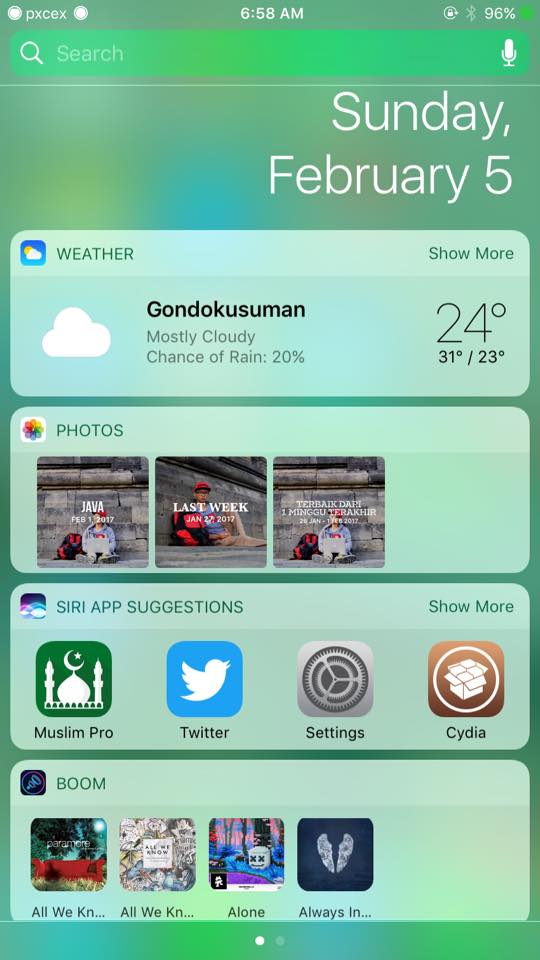 pxcex
6:58 AM
96%
Search
Sunday,
February 5
WEATHER
Show More
Gondokusuman
Mostly Cloudy
Chance of Rain: 20%
24°
31° / 23°
PHOTOS
JAVA
FEB 1, 2017
LAST WEEK
JAN 27, 2017
TERBAIK DARI
1 MINGGU TERAKHIR
26 JAN - 1 FEB 2017
SIRI APP SUGGESTIONS
Show More
Muslim Pro
Twitter
Settings
Cydia
BOOM
paramore
ALL WE
KNOW
All We Kn...
All We Kn...
Alone
Always In...